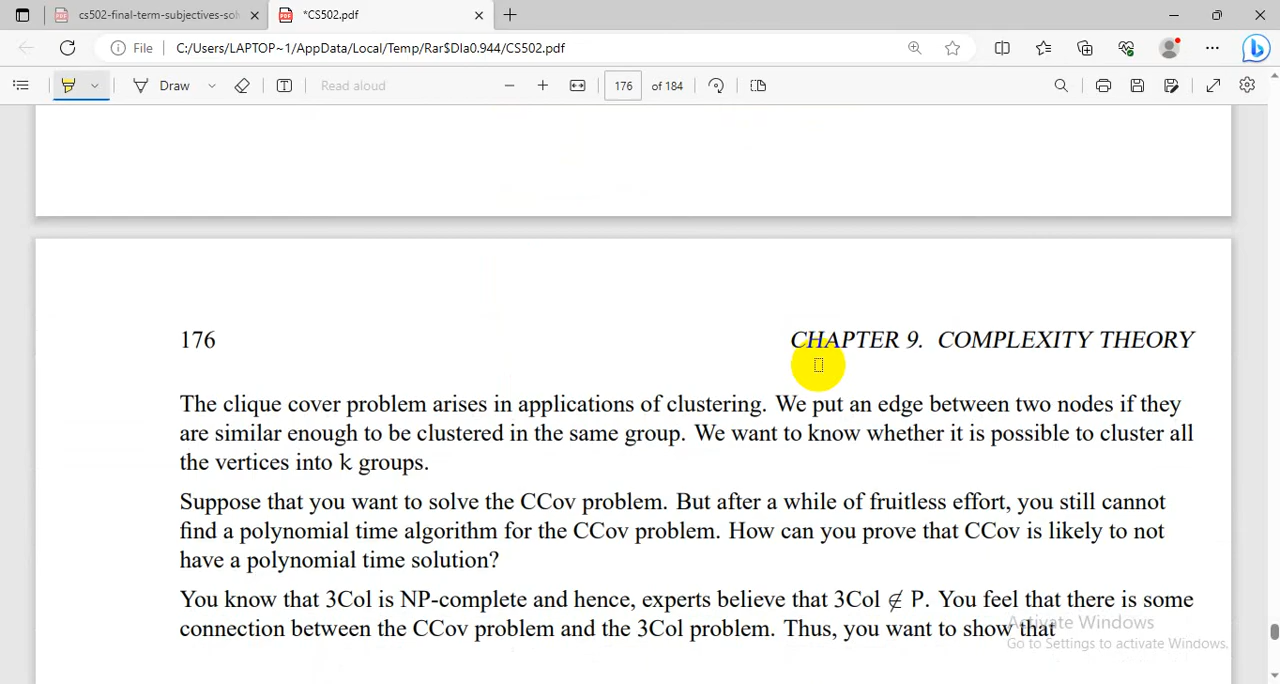 cs502-final-term-subjectives-sol
*CS502.pdf
File
C:/Users/LAPTOP~1/AppData/Local/Temp/Rar$DIa0.944/CS502.pdf
Draw
Read aloud
176 of 184
176 CHAPTER 9. COMPLEXITY THEORY
The clique cover problem arises in applications of clustering. We put an edge between two nodes if they
are similar enough to be clustered in the same group. We want to know whether it is possible to cluster all
the vertices into k groups.
Suppose that you want to solve the CCov problem. But after a while of fruitless effort, you still cannot
find a polynomial time algorithm for the CCov problem. How can you prove that CCov is likely to not
have a polynomial time solution?
You know that 3Col is NP-complete and hence, experts believe that 3Col ∉ P. You feel that there is some
connection between the CCov problem and the 3Col problem. Thus, you want to show that
Activate Windows
Go to Settings to activate Windows.